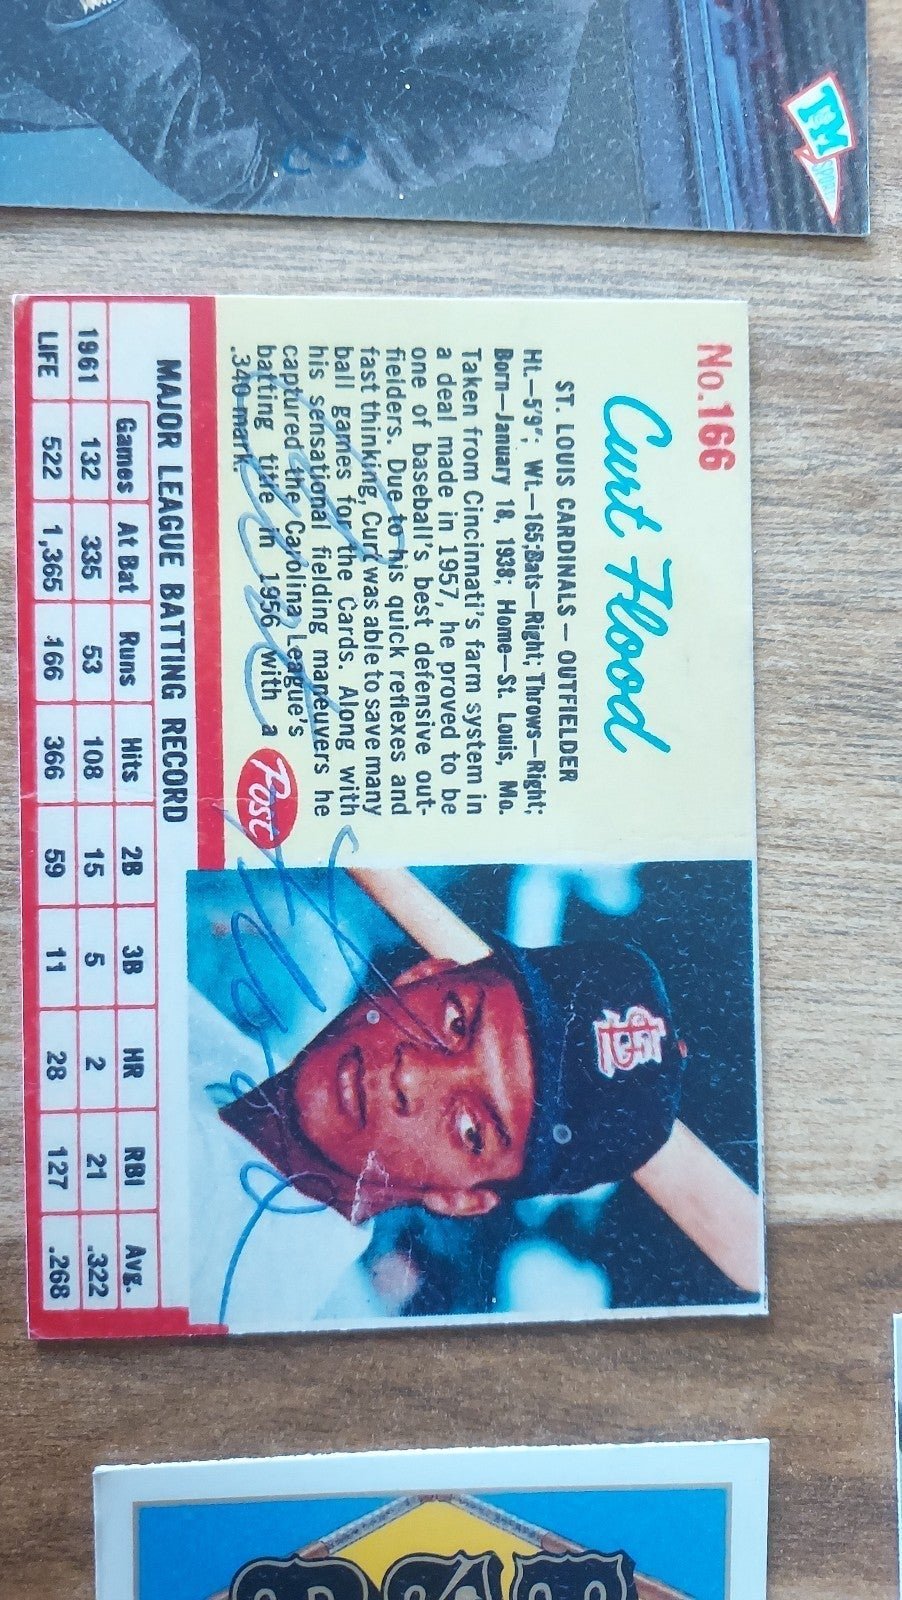 TM
SPORTS
No.166
Curt Flood
ST. LOUIS CARDINALS — OUTFIELDER
Ht.—5'9"; Wt.—165; Bats—Right; Throws—Right;
Born—January 18, 1938; Home—St. Louis, Mo.
Taken from Cincinnati's farm system in
a deal made in 1957, he proved to be
one of baseball's best defensive out-
fielders. Due to his quick reflexes and
fast thinking, Curt was able to save many
ball games for the Cards. Along with
his sensational fielding maneuvers he
captured the Carolina League's
batting title in 1956 with a
.340 mark.
Post
MAJOR LEAGUE BATTING RECORD
Games At Bat Runs Hits 2B 3B HR RBI Avg.
1961 132 335 53 108 15 5 2 21 .322
LIFE 522 1,365 166 366 59 11 28 127 .268
STL